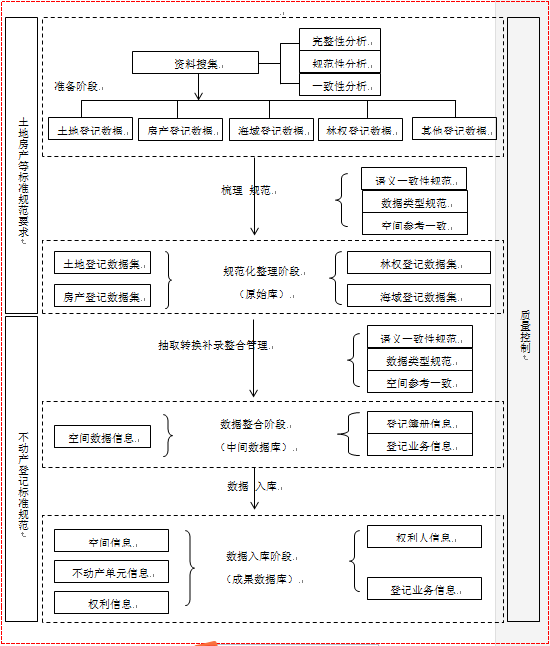 完整性分析
资料搜集
规范性分析
一致性分析
准备阶段
土地登记数据
房产登记数据
海域登记数据
林权登记数据
其他登记数据
土地房产等标准规范要求
梳理 规范
语义一致性规范
数据类型规范
空间参考一致
土地登记数据集
房产登记数据集
规范化整理阶段
（原始库）
林权登记数据集
海域登记数据集
质量控制
抽取转换补录整合管理
语义一致性规范
数据类型规范
空间参考一致
不动产登记标准规范
空间数据信息
数据整合阶段
（中间数据库）
登记簿册信息
登记业务信息
数据 入库
空间信息
不动产单元信息
权利信息
数据入库阶段
（成果数据库）
权利人信息
登记业务信息